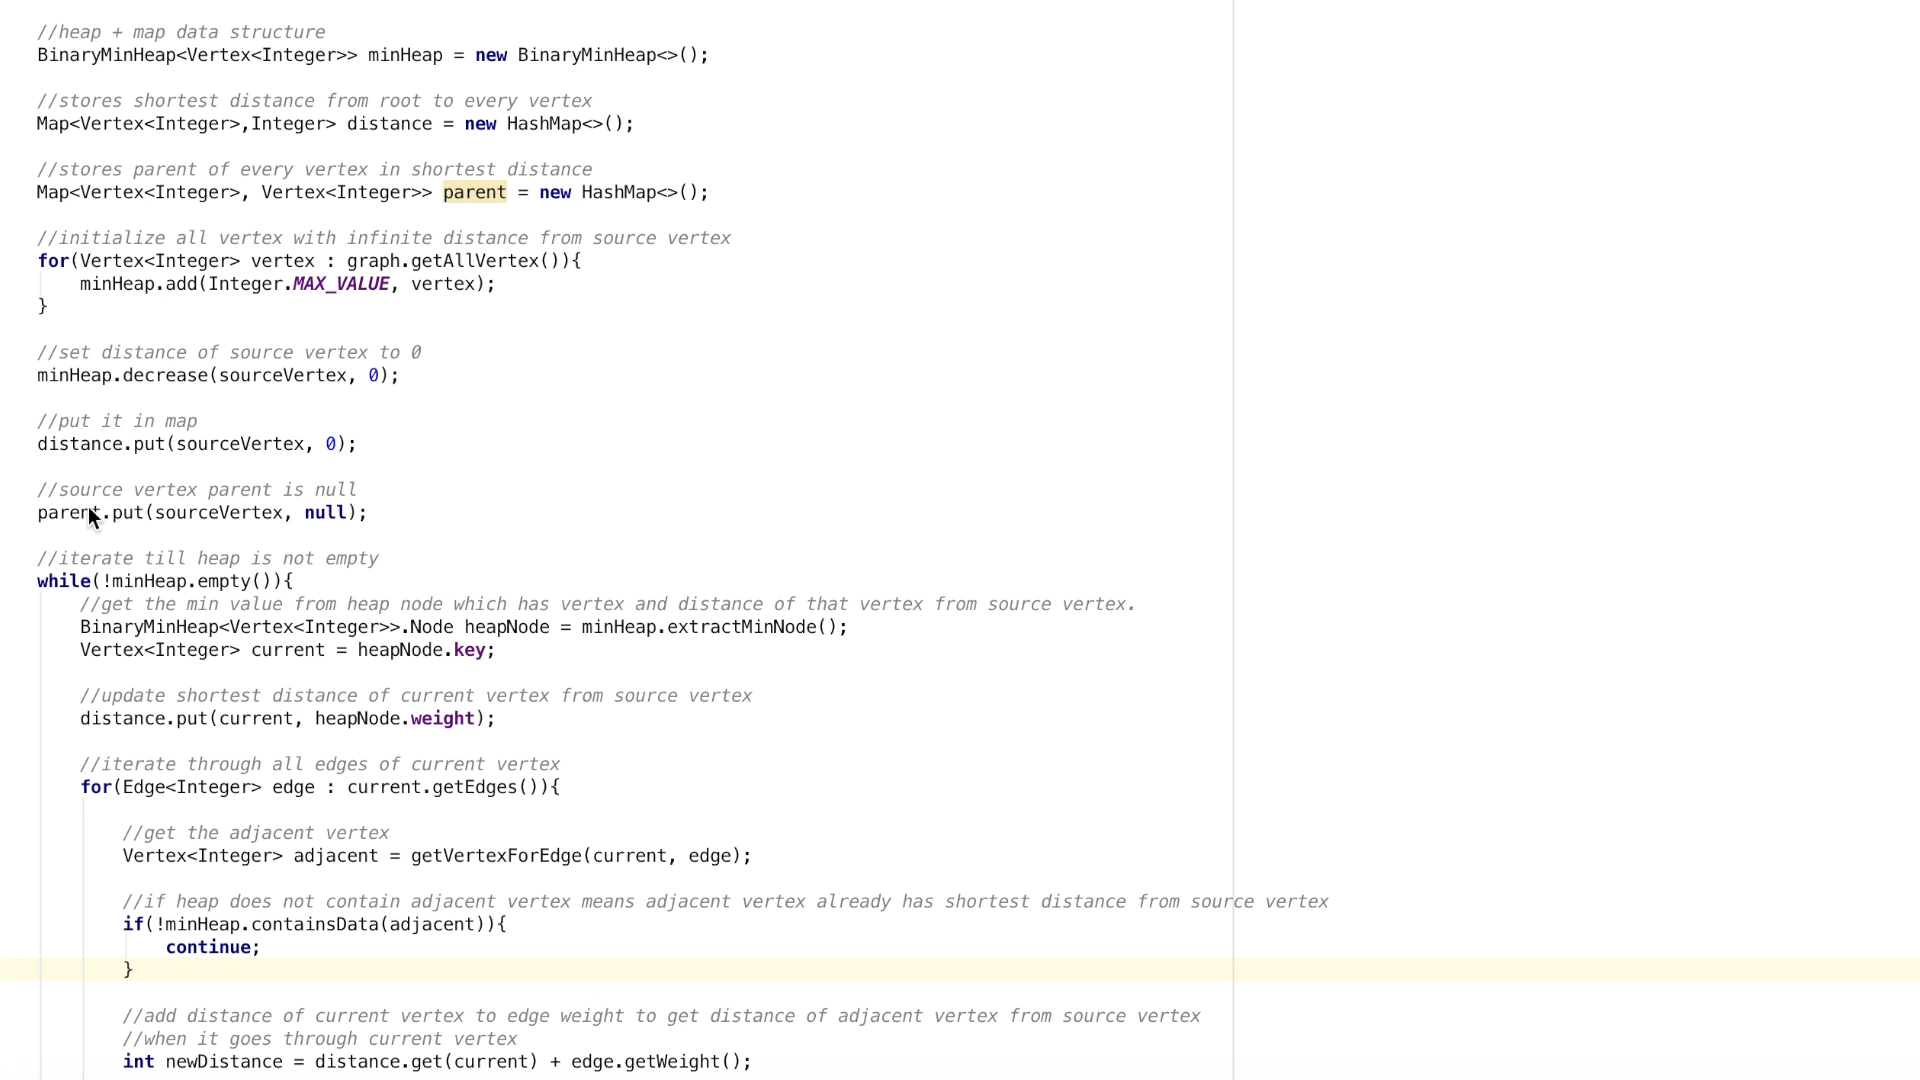 //heap + map data structure
BinaryMinHeap<Vertex<Integer>> minHeap = new BinaryMinHeap<>();
//stores shortest distance from root to every vertex
Map<Vertex<Integer>,Integer> distance = new HashMap<>();
//stores parent of every vertex in shortest distance
Map<Vertex<Integer>, Vertex<Integer>> parent = new HashMap<>();
//initialize all vertex with infinite distance from source vertex
for(Vertex<Integer> vertex : graph.getAllVertex()){
minHeap.add(Integer.MAX_VALUE, vertex);
}
//set distance of source vertex to 0
minHeap.decrease(sourceVertex, 0);
//put it in map
distance.put(sourceVertex, 0);
//source vertex parent is null
parent.put(sourceVertex, null);
//iterate till heap is not empty
while(!minHeap.empty()){
//get the min value from heap node which has vertex and distance of that vertex from source vertex.
BinaryMinHeap<Vertex<Integer>>.Node heapNode = minHeap.extractMinNode();
Vertex<Integer> current = heapNode.key;
//update shortest distance of current vertex from source vertex
distance.put(current, heapNode.weight);
//iterate through all edges of current vertex
for(Edge<Integer> edge : current.getEdges()){
//get the adjacent vertex
Vertex<Integer> adjacent = getVertexForEdge(current, edge);
//if heap does not contain adjacent vertex means adjacent vertex already has shortest distance from source vertex
if(!minHeap.containsData(adjacent)){
continue;
}
//add distance of current vertex to edge weight to get distance of adjacent vertex from source vertex
//when it goes through current vertex
int newDistance = distance.get(current) + edge.getWeight();